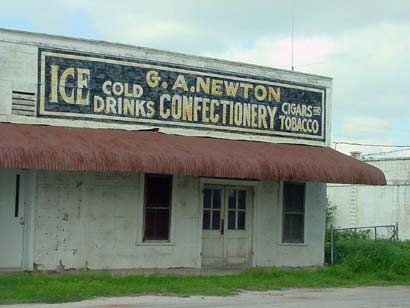 G. A. NEWTON
ICE COLD DRINKS CONFECTIONERY CIGARS AND TOBACCO